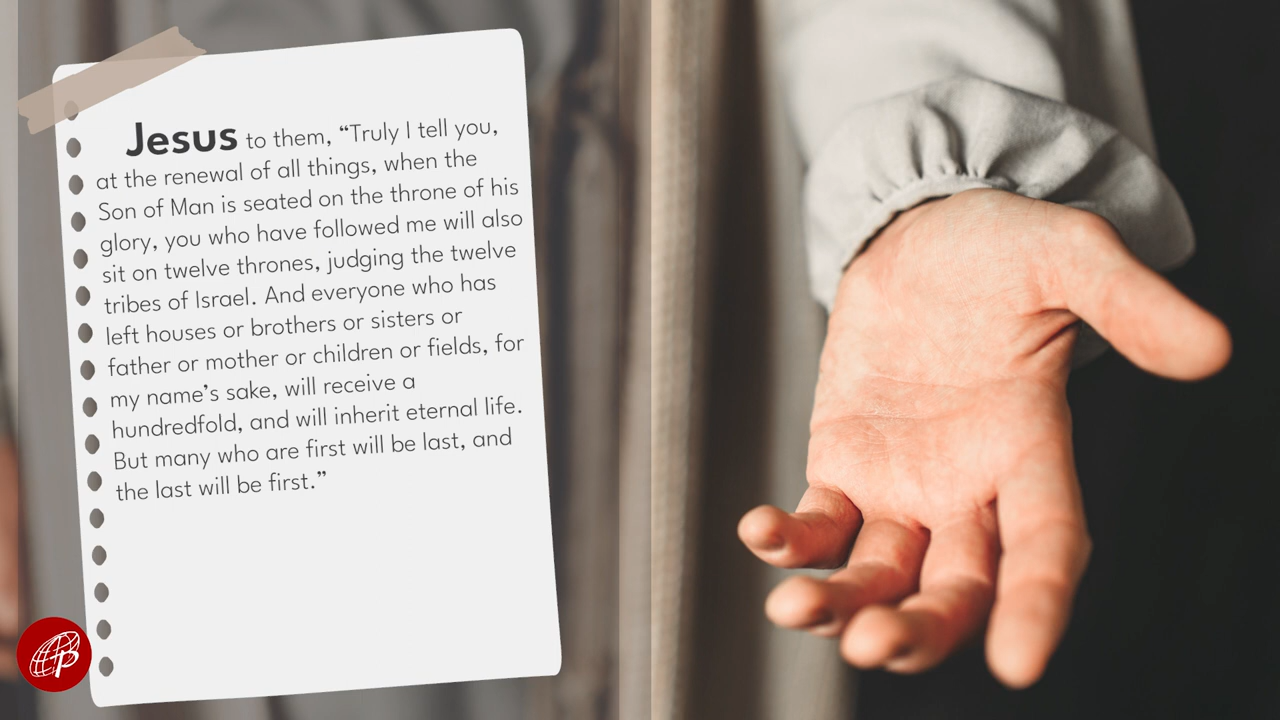 Jesus to them, “Truly I tell you,
at the renewal of all things, when the
Son of Man is seated on the throne of his
glory, you who have followed me will also
sit on twelve thrones, judging the twelve
tribes of Israel. And everyone who has
left houses or brothers or sisters or
father or mother or children or fields, for
my name’s sake, will receive a
hundredfold, and will inherit eternal life.
But many who are first will be last, and
the last will be first.”
P